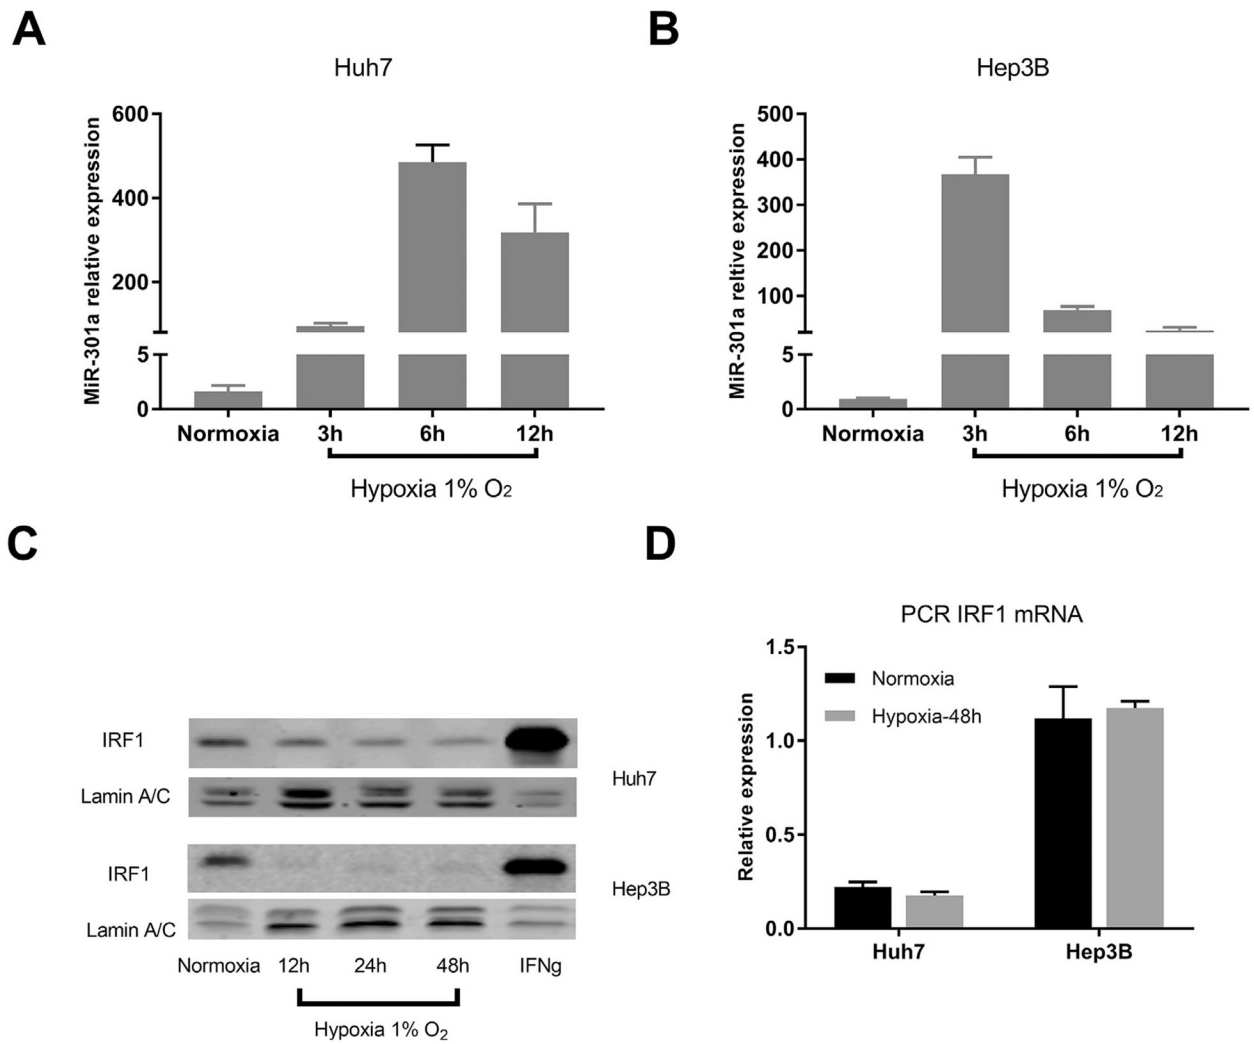 A
Huh7
MiR-301a relative expression
600
400
200
5
0
Normoxia 3h 6h 12h
Hypoxia 1% O2
B
Hep3B
MiR-301a reltive expression
500
400
300
200
100
5
0
Normoxia 3h 6h 12h
Hypoxia 1% O2
C
IRF1
Lamin A/C
Huh7
IRF1
Lamin A/C
Hep3B
Normoxia 12h 24h 48h IFNg
Hypoxia 1% O2
D
PCR IRF1 mRNA
Relative expression
1.5
1.0
0.5
0.0
Normoxia
Hypoxia-48h
Huh7 Hep3B